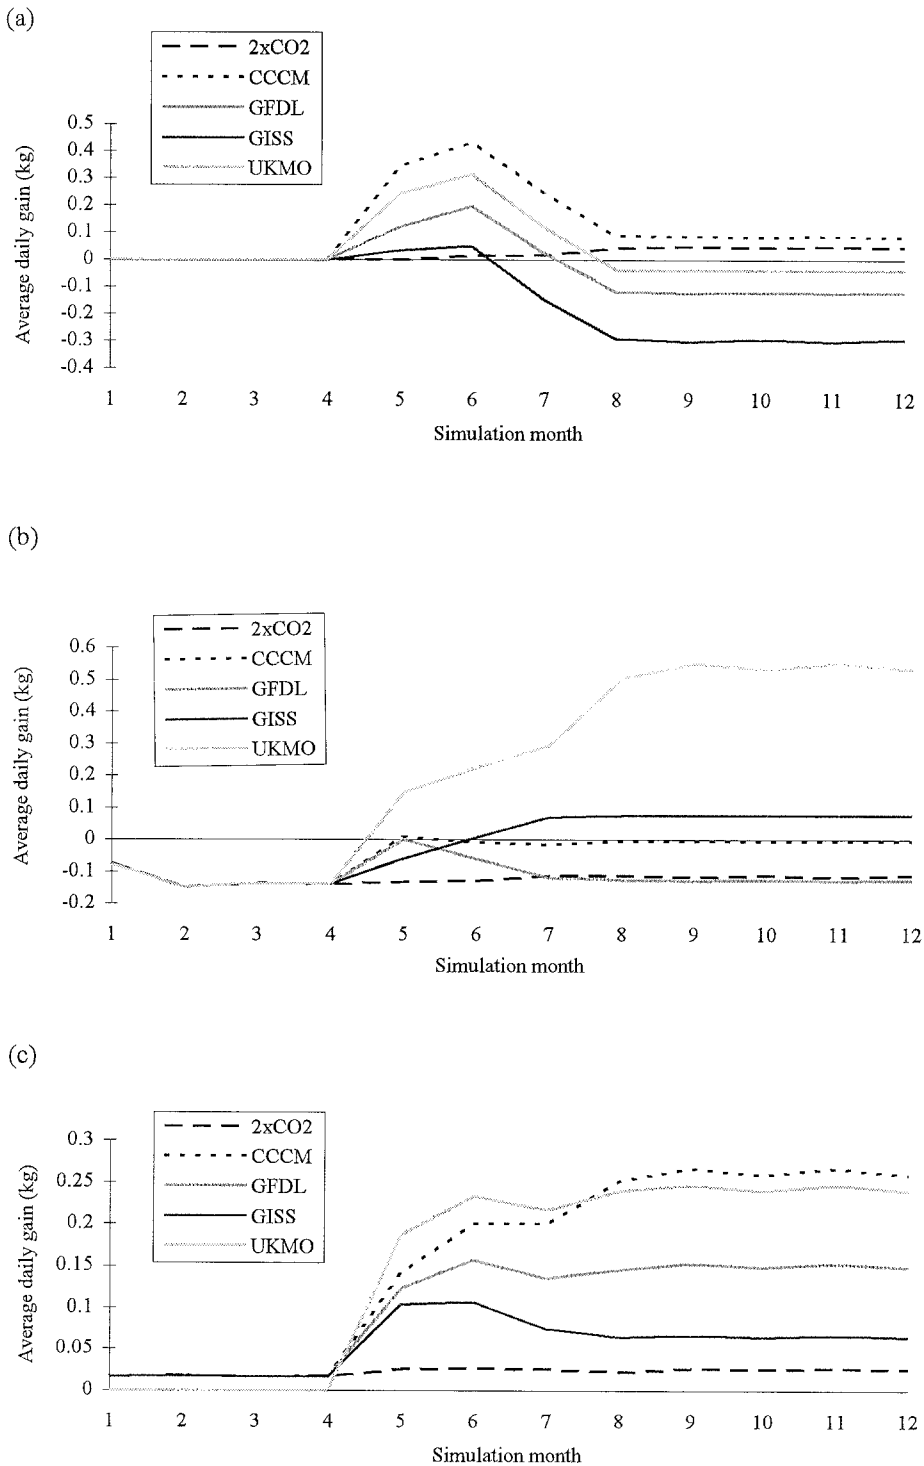 (a)
2xCO2
CCCM
GFDL
GISS
UKMO
Average daily gain (kg)
0.5
0.4
0.3
0.2
0.1
0
-0.1
-0.2
-0.3
-0.4
1 2 3 4 5 6 7 8 9 10 11 12
Simulation month
(b)
2xCO2
CCCM
GFDL
GISS
UKMO
Average daily gain (kg)
0.6
0.5
0.4
0.3
0.2
0.1
0
-0.1
-0.2
1 2 3 4 5 6 7 8 9 10 11 12
Simulation month
(c)
2xCO2
CCCM
GFDL
GISS
UKMO
Average daily gain (kg)
0.3
0.25
0.2
0.15
0.1
0.05
0
1 2 3 4 5 6 7 8 9 10 11 12
Simulation month